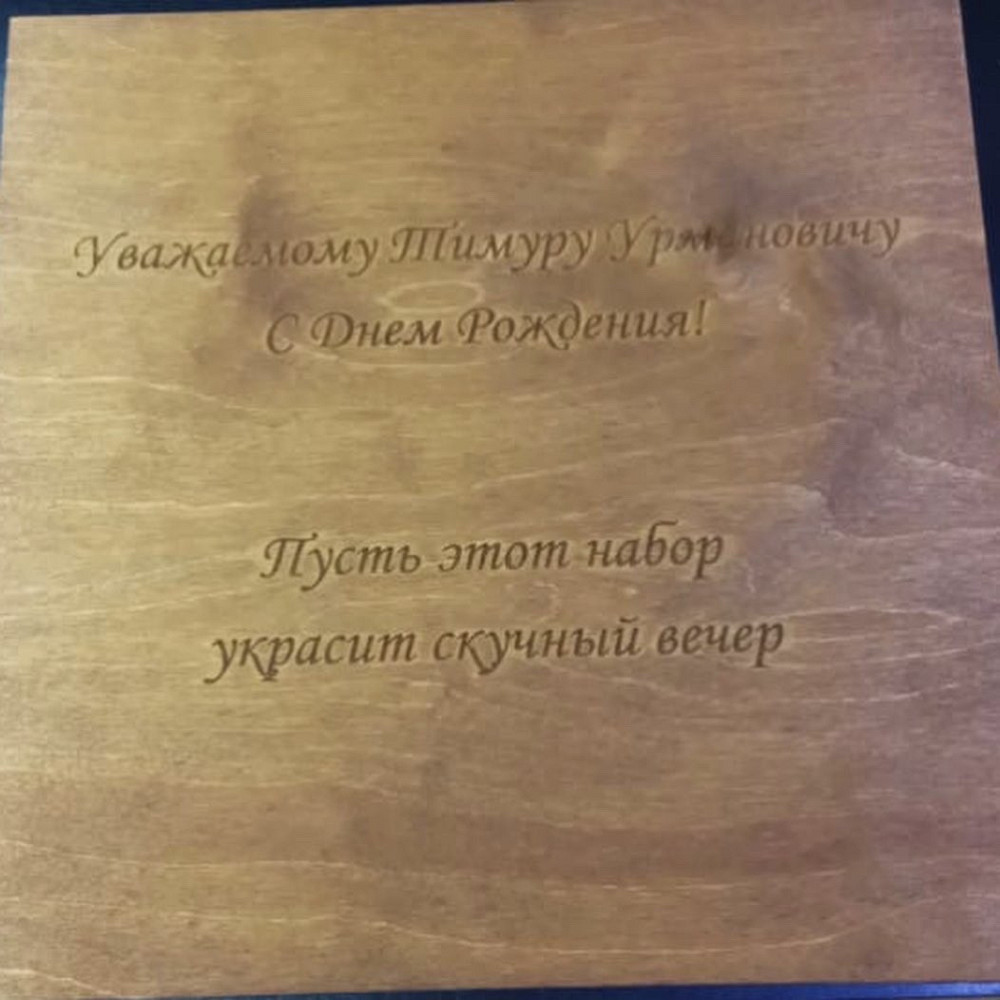 Уважаемому Тимуру
С Днем Рождения!
Пусть этот набор
украсит скучный вечер